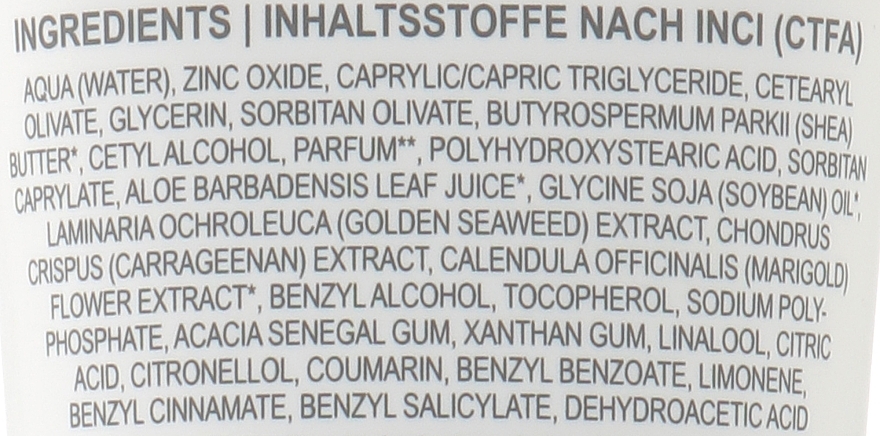 INGREDIENTS | INHALTSSTOFFE NACH INCI (CTFA)
AQUA (WATER), ZINC OXIDE, CAPRYLIC/CAPRIC TRIGLYCERIDE, CETEARYL
OLIVATE, GLYCERIN, SORBITAN OLIVATE, BUTYROSPERMUM PARKII (SHEA)
BUTTER*, CETYL ALCOHOL, PARFUM**, POLYHYDROXYSTEARIC ACID, SORBITAN
CAPRYLATE, ALOE BARBADENSIS LEAF JUICE*, GLYCINE SOJA (SOYBEAN) OIL*,
LAMINARIA OCHROLEUCA (GOLDEN SEAWEED) EXTRACT, CHONDRUS
CRISPUS (CARRAGEENAN) EXTRACT, CALENDULA OFFICINALIS (MARIGOLD)
FLOWER EXTRACT*, BENZYL ALCOHOL, TOCOPHEROL, SODIUM POLY-
PHOSPHATE, ACACIA SENEGAL GUM, XANTHAN GUM, LINALOOL, CITRIC
ACID, CITRONELLOL, COUMARIN, BENZYL BENZOATE, LIMONENE,
BENZYL CINNAMATE, BENZYL SALICYLATE, DEHYDROACETIC ACID